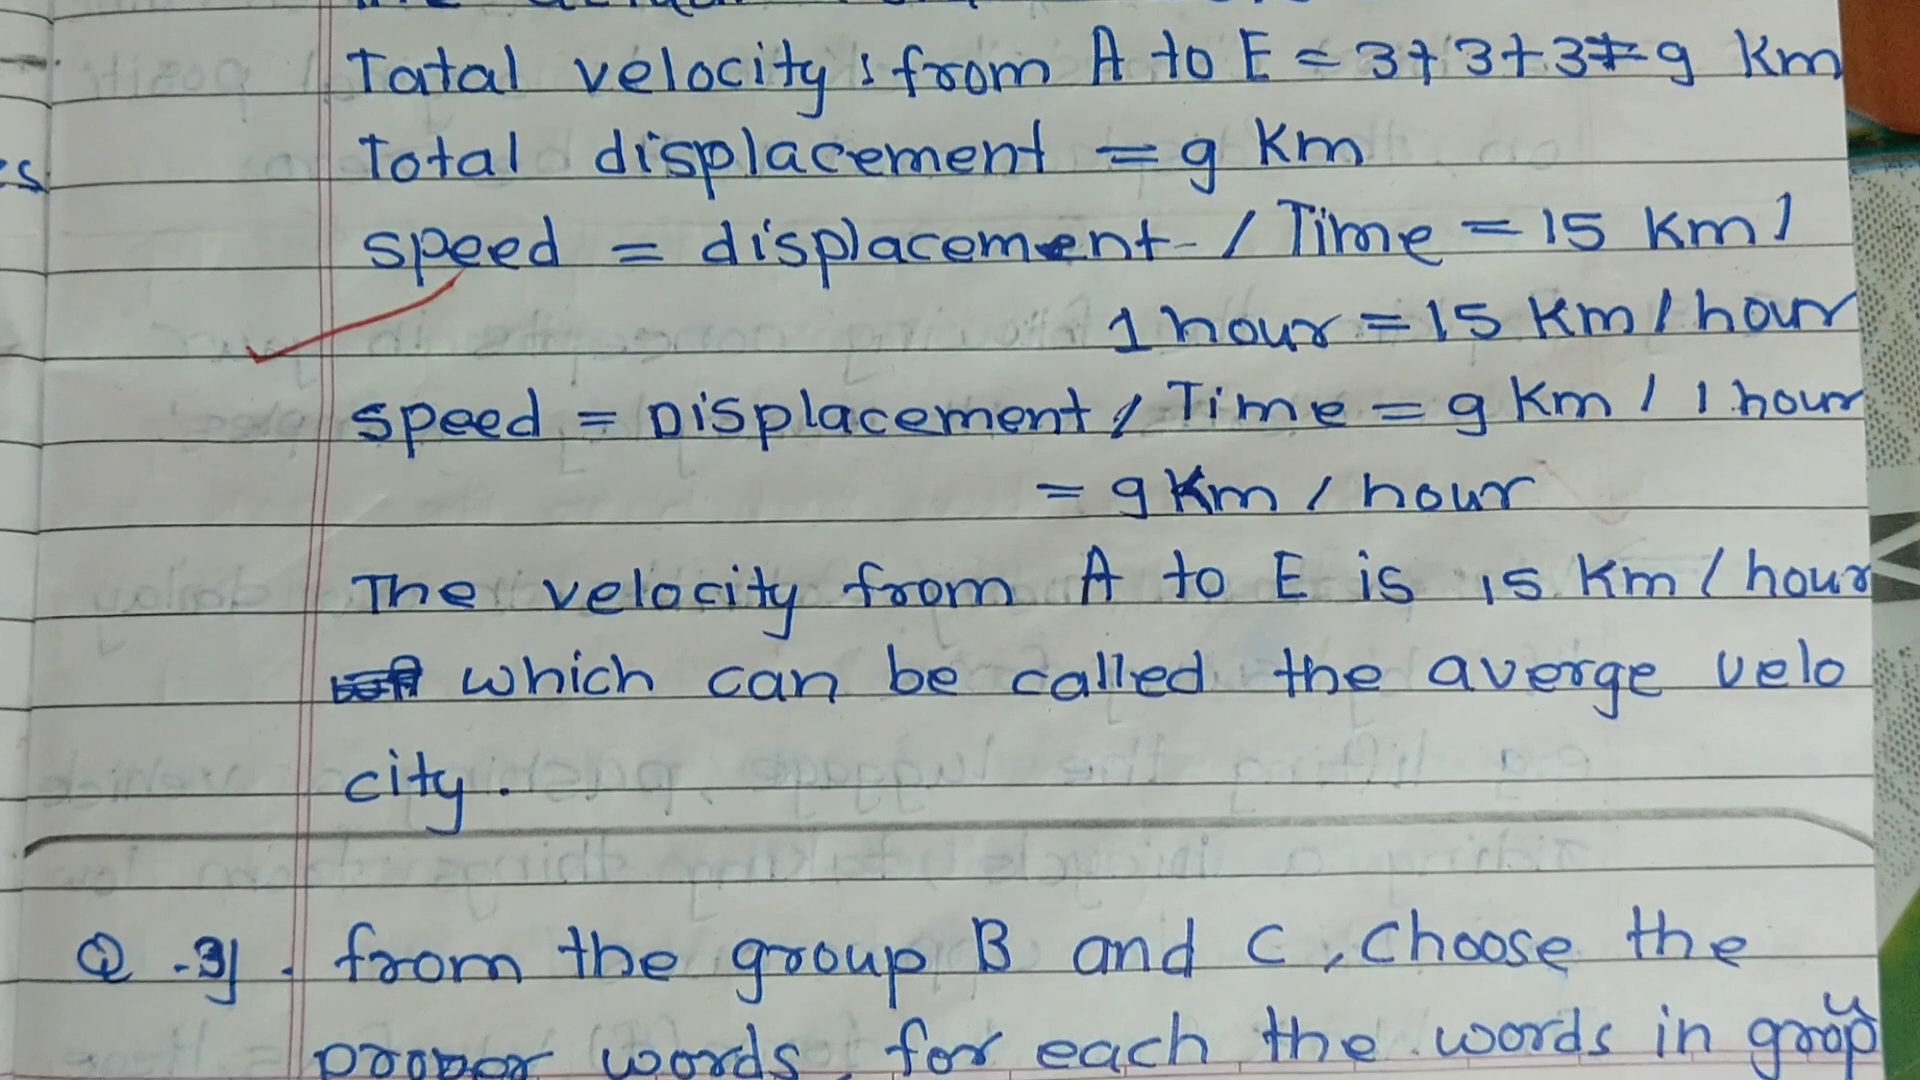 Tatal velocity : from A to E = 3+3+3=9 Km
Total displacement = 9 Km
es
speed = displacement / Time = 15 Km /
1 hour = 15 Km / hour
speed = Displacement / Time = 9 Km / 1 hour
= 9 Km / hour
The velocity from A to E is 15 Km / hour
which can be called the averge velo
city.
Q -3) . from the group B and C, choose the
proper words, for each the words in group